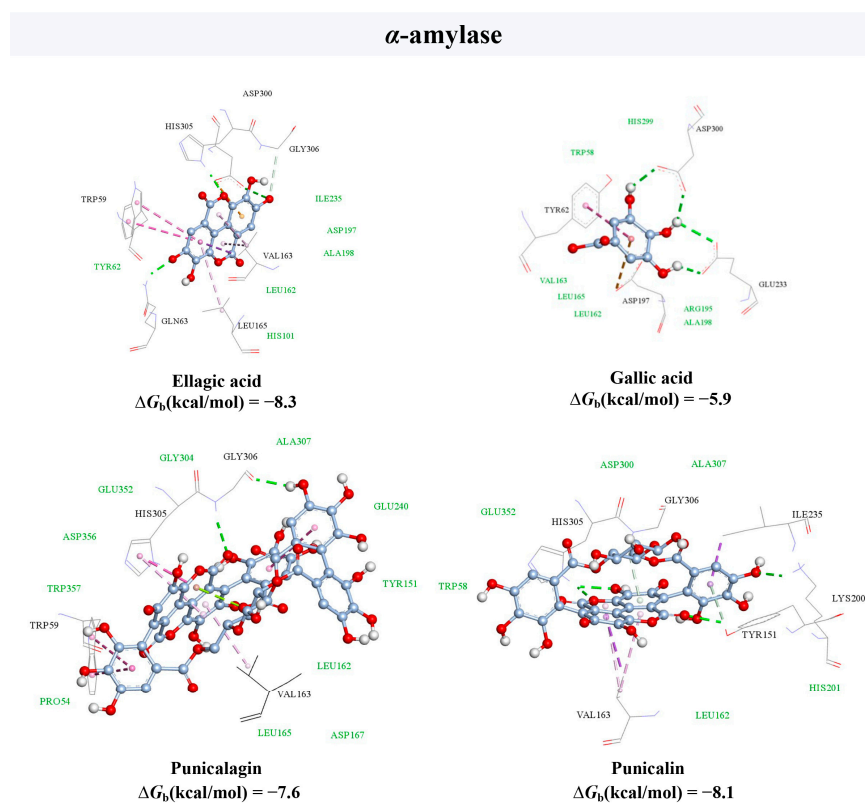 α-amylase
ASP300
HIS305
GLY306
TRP59
ILE235
ASP197
ALA198
VAL163
TYR62
LEU162
GLN63
LEU165
HIS101
Ellagic acid
ΔGb(kcal/mol) = −8.3
HIS299
ASP300
TRP58
TYR62
VAL163
LEU165
LEU162
ASP197
GLU233
ARG195
ALA198
Gallic acid
ΔGb(kcal/mol) = −5.9
ALA307
GLY304
GLY306
GLU352
HIS305
GLU240
ASP356
TRP357
TYR151
TRP59
LEU162
PRO54
VAL163
LEU165
ASP167
Punicalagin
ΔGb(kcal/mol) = −7.6
ASP300
ALA307
GLY306
GLU352
HIS305
ILE235
TRP58
LYS200
TYR151
HIS201
VAL163
LEU162
Punicalin
ΔGb(kcal/mol) = −8.1